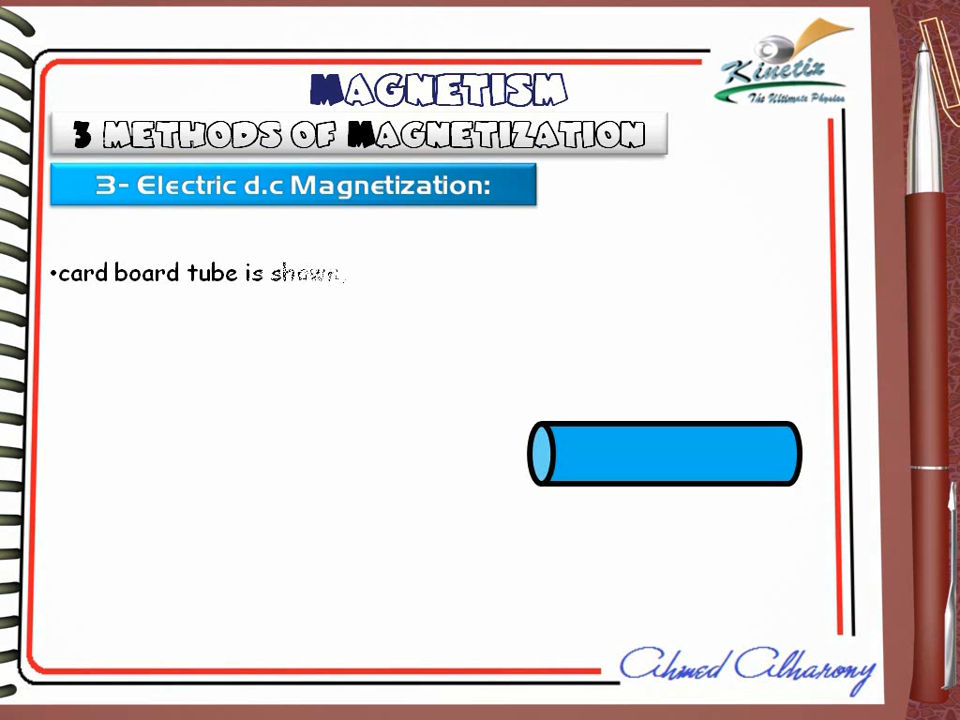 Kinetix
The Ultimate Physics
MAGNETISM
3 METHODS OF MAGNETIZATION
3- Electric d.c Magnetization:
•card board tube is shown,
Ahmed Alharony